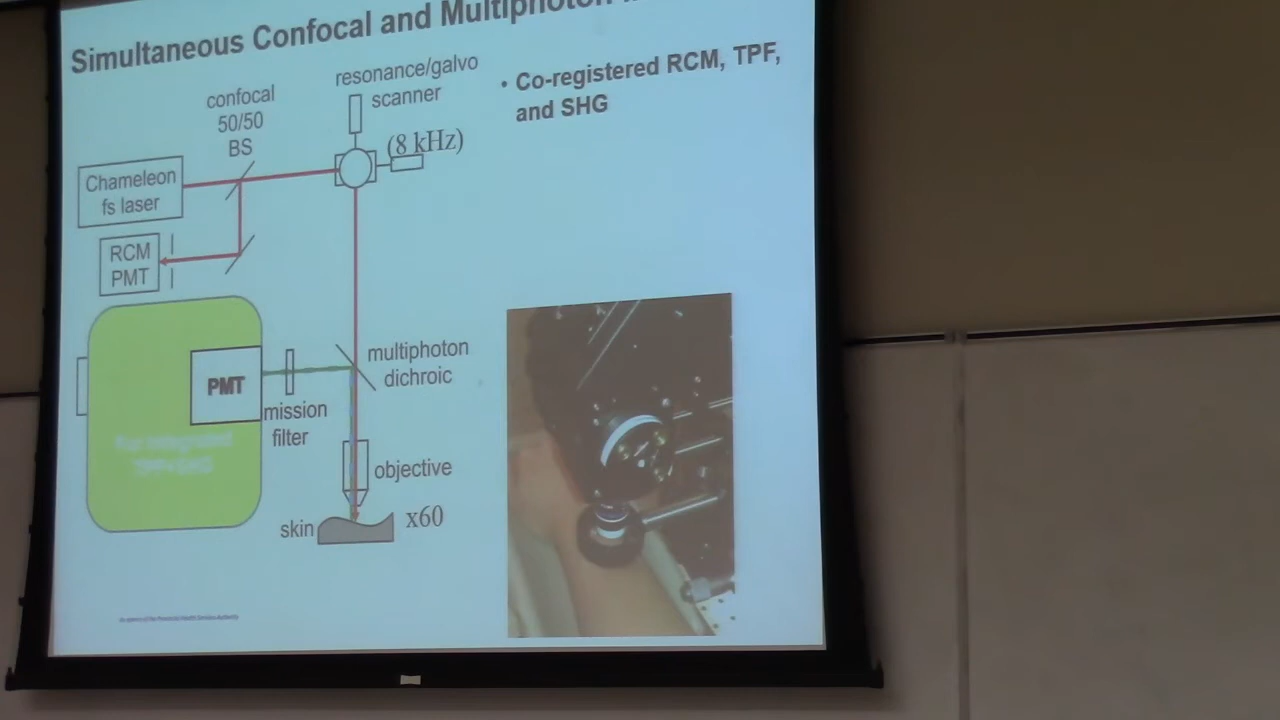 Simultaneous Confocal and Multiphoton
• Co-registered RCM, TPF,
and SHG
resonance/galvo
scanner
(8 kHz)
confocal
50/50
BS
Chameleon
fs laser
RCM
PMT
multiphoton
dichroic
PMT
mission
filter
objective
skin
x60